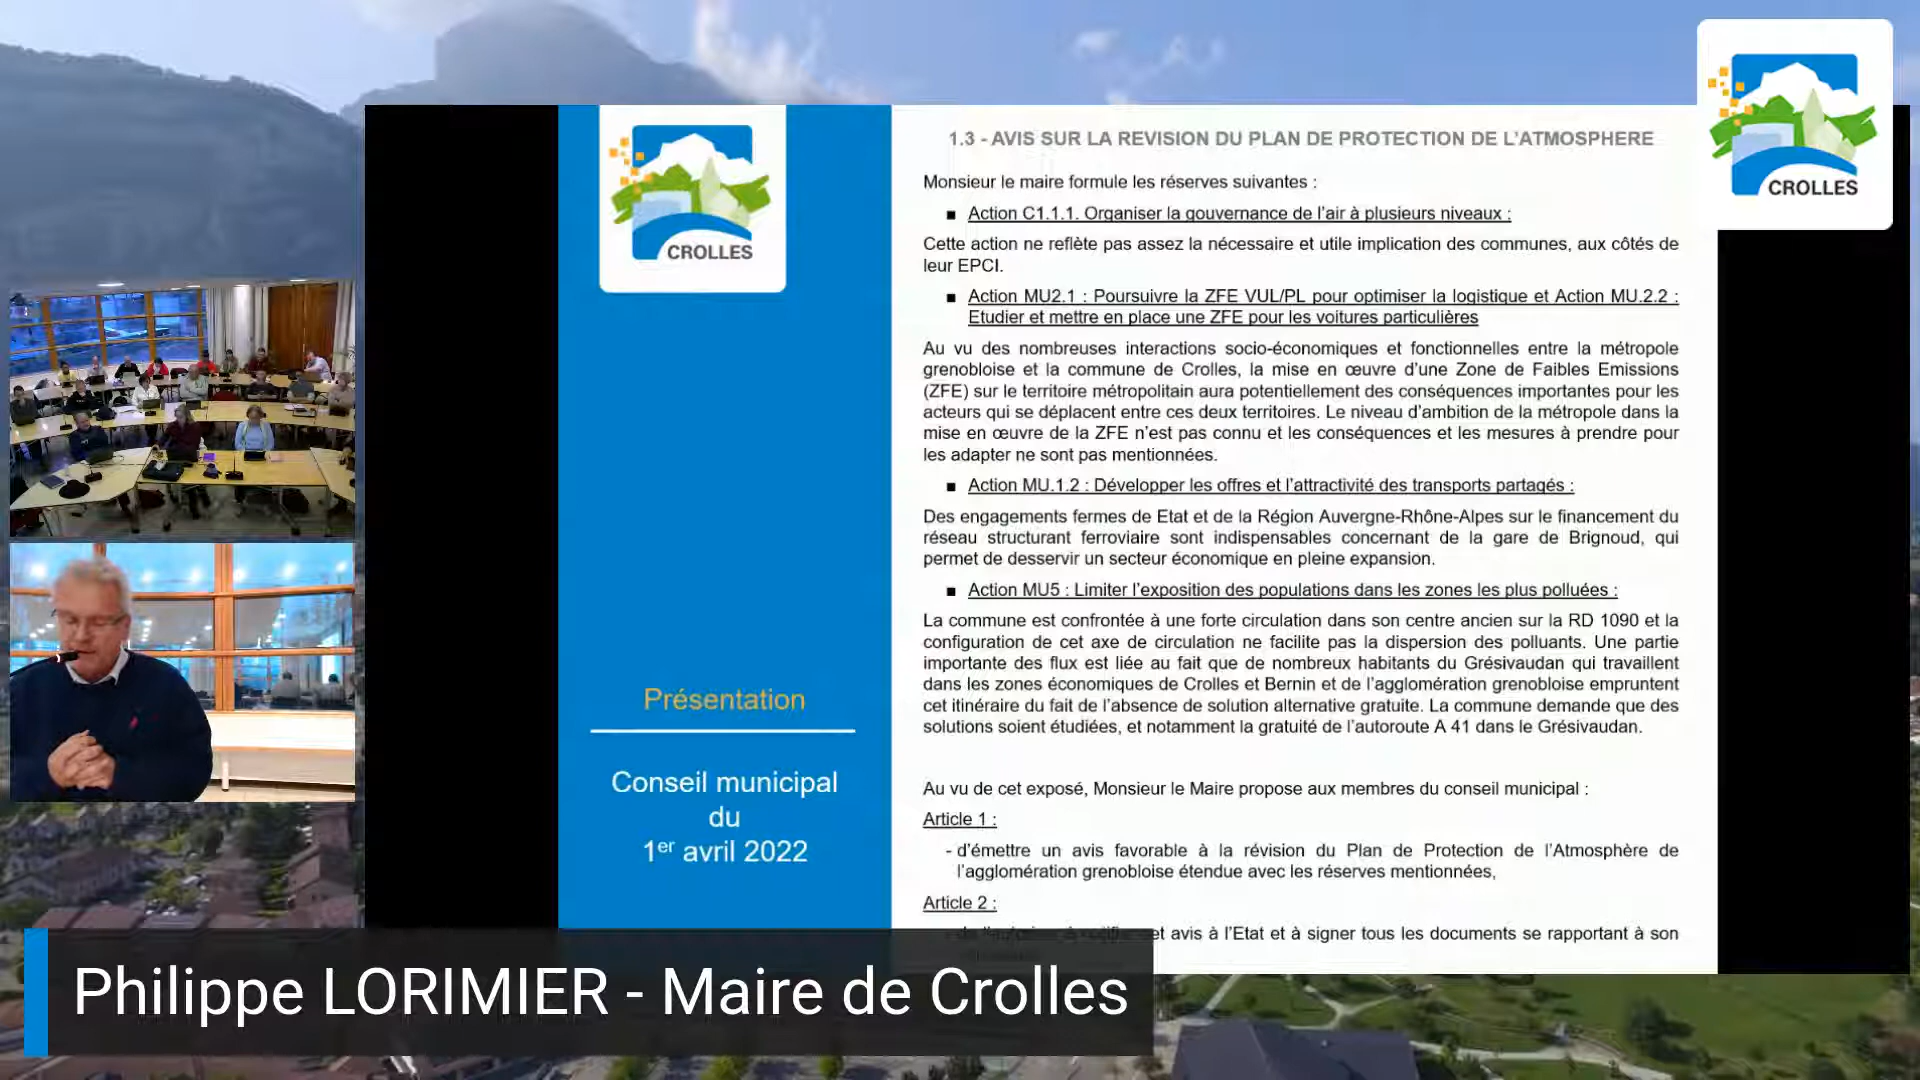 CROLLES
CROLLES
1.3 - AVIS SUR LA REVISION DU PLAN DE PROTECTION DE L’ATMOSPHERE
Monsieur le maire formule les réserves suivantes :
▪ Action C1.1.1. Organiser la gouvernance de l’air à plusieurs niveaux :
Cette action ne reflète pas assez la nécessaire et utile implication des communes, aux côtés de
leur EPCI.
▪ Action MU2.1 : Poursuivre la ZFE VUL/PL pour optimiser la logistique et Action MU.2.2 :
Etudier et mettre en place une ZFE pour les voitures particulières
Au vu des nombreuses interactions socio-économiques et fonctionnelles entre la métropole
grenobloise et la commune de Crolles, la mise en œuvre d’une Zone de Faibles Emissions
(ZFE) sur le territoire métropolitain aura potentiellement des conséquences importantes pour les
acteurs qui se déplacent entre ces deux territoires. Le niveau d’ambition de la métropole dans la
mise en œuvre de la ZFE n’est pas connu et les conséquences et les mesures à prendre pour
les adapter ne sont pas mentionnées.
▪ Action MU.1.2 : Développer les offres et l’attractivité des transports partagés :
Des engagements fermes de Etat et de la Région Auvergne-Rhône-Alpes sur le financement du
réseau structurant ferroviaire sont indispensables concernant de la gare de Brignoud, qui
permet de desservir un secteur économique en pleine expansion.
▪ Action MU5 : Limiter l’exposition des populations dans les zones les plus polluées :
La commune est confrontée à une forte circulation dans son centre ancien sur la RD 1090 et la
configuration de cet axe de circulation ne facilite pas la dispersion des polluants. Une partie
importante des flux est liée au fait que de nombreux habitants du Grésivaudan qui travaillent
dans les zones économiques de Crolles et Bernin et de l’agglomération grenobloise empruntent
cet itinéraire du fait de l’absence de solution alternative gratuite. La commune demande que des
solutions soient étudiées, et notamment la gratuité de l’autoroute A 41 dans le Grésivaudan.
Au vu de cet exposé, Monsieur le Maire propose aux membres du conseil municipal :
Article 1 :
- d’émettre un avis favorable à la révision du Plan de Protection de l’Atmosphère de
l’agglomération grenobloise étendue avec les réserves mentionnées,
Article 2 :
et avis à l’Etat et à signer tous les documents se rapportant à son
Présentation
Conseil municipal
du
1er avril 2022
Philippe LORIMIER - Maire de Crolles